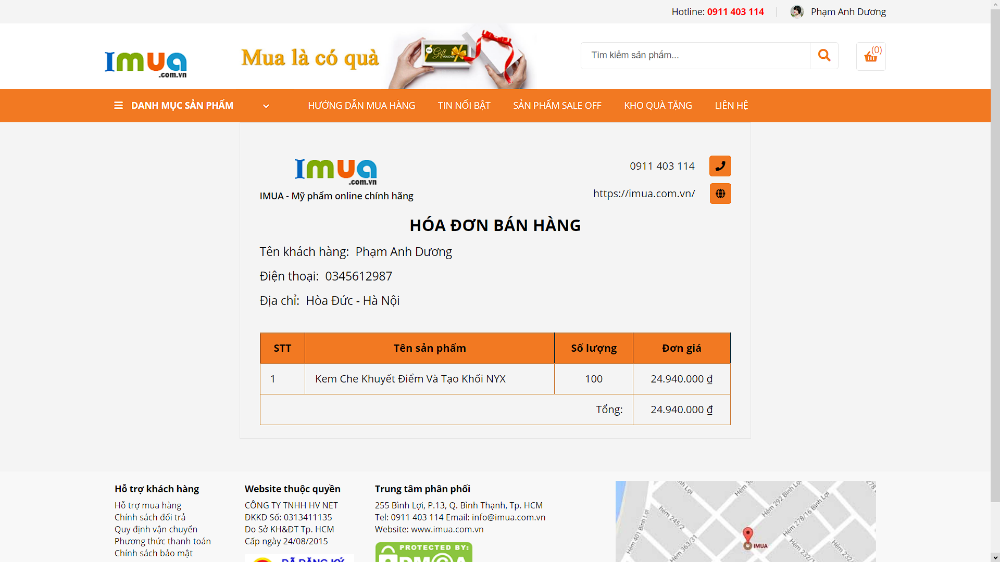 Hotline: 0911 403 114
Phạm Anh Dương
Imua
.com.vn
Mua là có quà
Gift
VOUCHER
Tìm kiếm sản phẩm...
(0)
DANH MỤC SẢN PHẨM
HƯỚNG DẪN MUA HÀNG
TIN NỔI BẬT
SẢN PHẨM SALE OFF
KHO QUÀ TẶNG
LIÊN HỆ
Imua
.com.vn
IMUA - Mỹ phẩm online chính hãng
0911 403 114
https://imua.com.vn/
HÓA ĐƠN BÁN HÀNG
Tên khách hàng: Phạm Anh Dương
Điện thoại: 0345612987
Địa chỉ: Hòa Đức - Hà Nội
STT Tên sản phẩm Số lượng Đơn giá
1 Kem Che Khuyết Điểm Và Tạo Khối NYX 100 24.940.000 ₫
Tổng: 24.940.000 ₫
Hỗ trợ khách hàng
Hỗ trợ mua hàng
Chính sách đổi trả
Quy định vận chuyển
Phương thức thanh toán
Chính sách bảo mật
Website thuộc quyền
CÔNG TY TNHH HV NET
ĐKKD Số: 0313411135
Do Sở KH&ĐT Tp. HCM
Cấp ngày 24/08/2015
ĐÃ ĐĂNG KÝ
Trung tâm phân phối
255 Bình Lợi, P.13, Q. Bình Thạnh, Tp. HCM
Tel: 0911 403 114 Email: info@imua.com.vn
Website: www.imua.com.vn
PROTECTED BY:
DMCA
Hẻm 292 Bình Lợi
hẻm 245/2
Hẻm 278/16 Bình Lợi
Hẻm 401 Bình Lợi
Hẻm 363/31
IMUA
Hẻm 232/